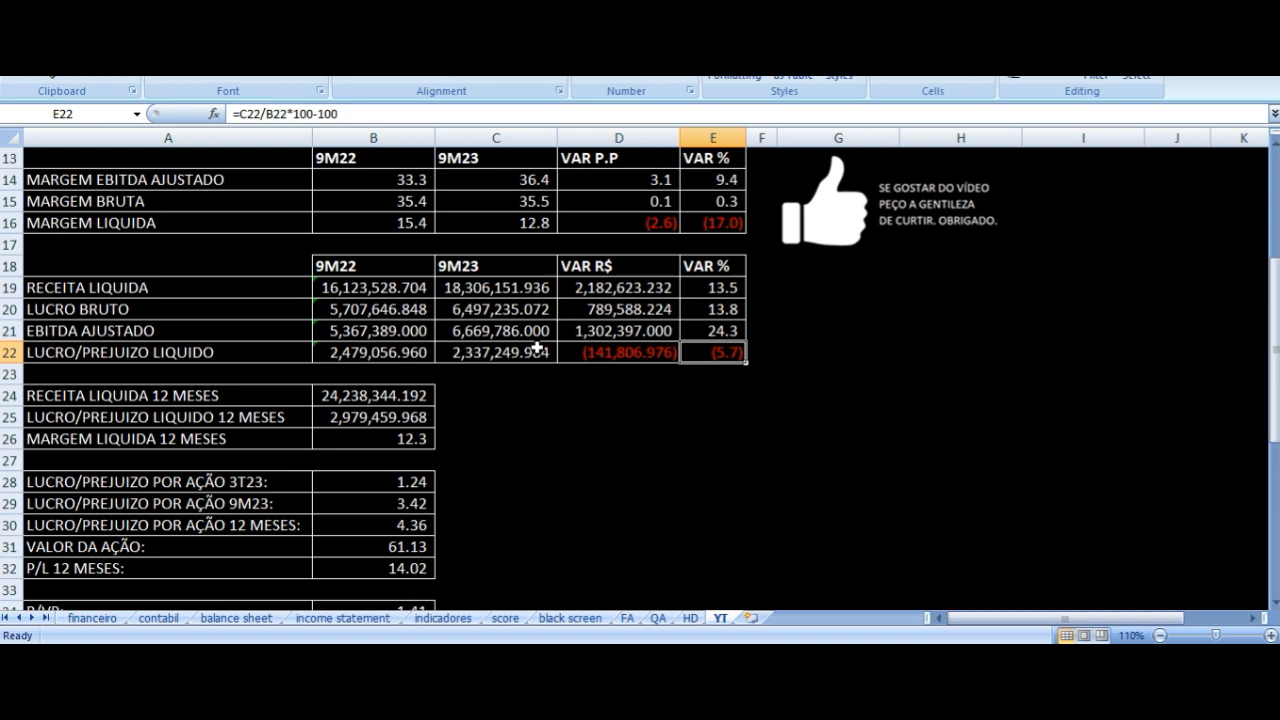 Clipboard Font Alignment Number Styles Cells Editing
E22 fx =C22/B22*100-100
A B C D E F G H I J K
13 9M22 9M23 VAR P.P VAR %
14 MARGEM EBITDA AJUSTADO 33.3 36.4 3.1 9.4
15 MARGEM BRUTA 35.4 35.5 0.1 0.3
16 MARGEM LIQUIDA 15.4 12.8 (2.6) (17.0)
SE GOSTAR DO VÍDEO
PEÇO A GENTILEZA
DE CURTIR. OBRIGADO.
17
18 9M22 9M23 VAR R$ VAR %
19 RECEITA LIQUIDA 16,123,528.704 18,306,151.936 2,182,623.232 13.5
20 LUCRO BRUTO 5,707,646.848 6,497,235.072 789,588.224 13.8
21 EBITDA AJUSTADO 5,367,389.000 6,669,786.000 1,302,397.000 24.3
22 LUCRO/PREJUIZO LIQUIDO 2,479,056.960 2,337,249.984 (141,806.976) (5.7)
23
24 RECEITA LIQUIDA 12 MESES 24,238,344.192
25 LUCRO/PREJUIZO LIQUIDO 12 MESES 2,979,459.968
26 MARGEM LIQUIDA 12 MESES 12.3
27
28 LUCRO/PREJUIZO POR AÇÃO 3T23: 1.24
29 LUCRO/PREJUIZO POR AÇÃO 9M23: 3.42
30 LUCRO/PREJUIZO POR AÇÃO 12 MESES: 4.36
31 VALOR DA AÇÃO: 61.13
32 P/L 12 MESES: 14.02
33
financeiro contabil balance sheet income statement indicadores score black screen FA QA HD YT
Ready 110%